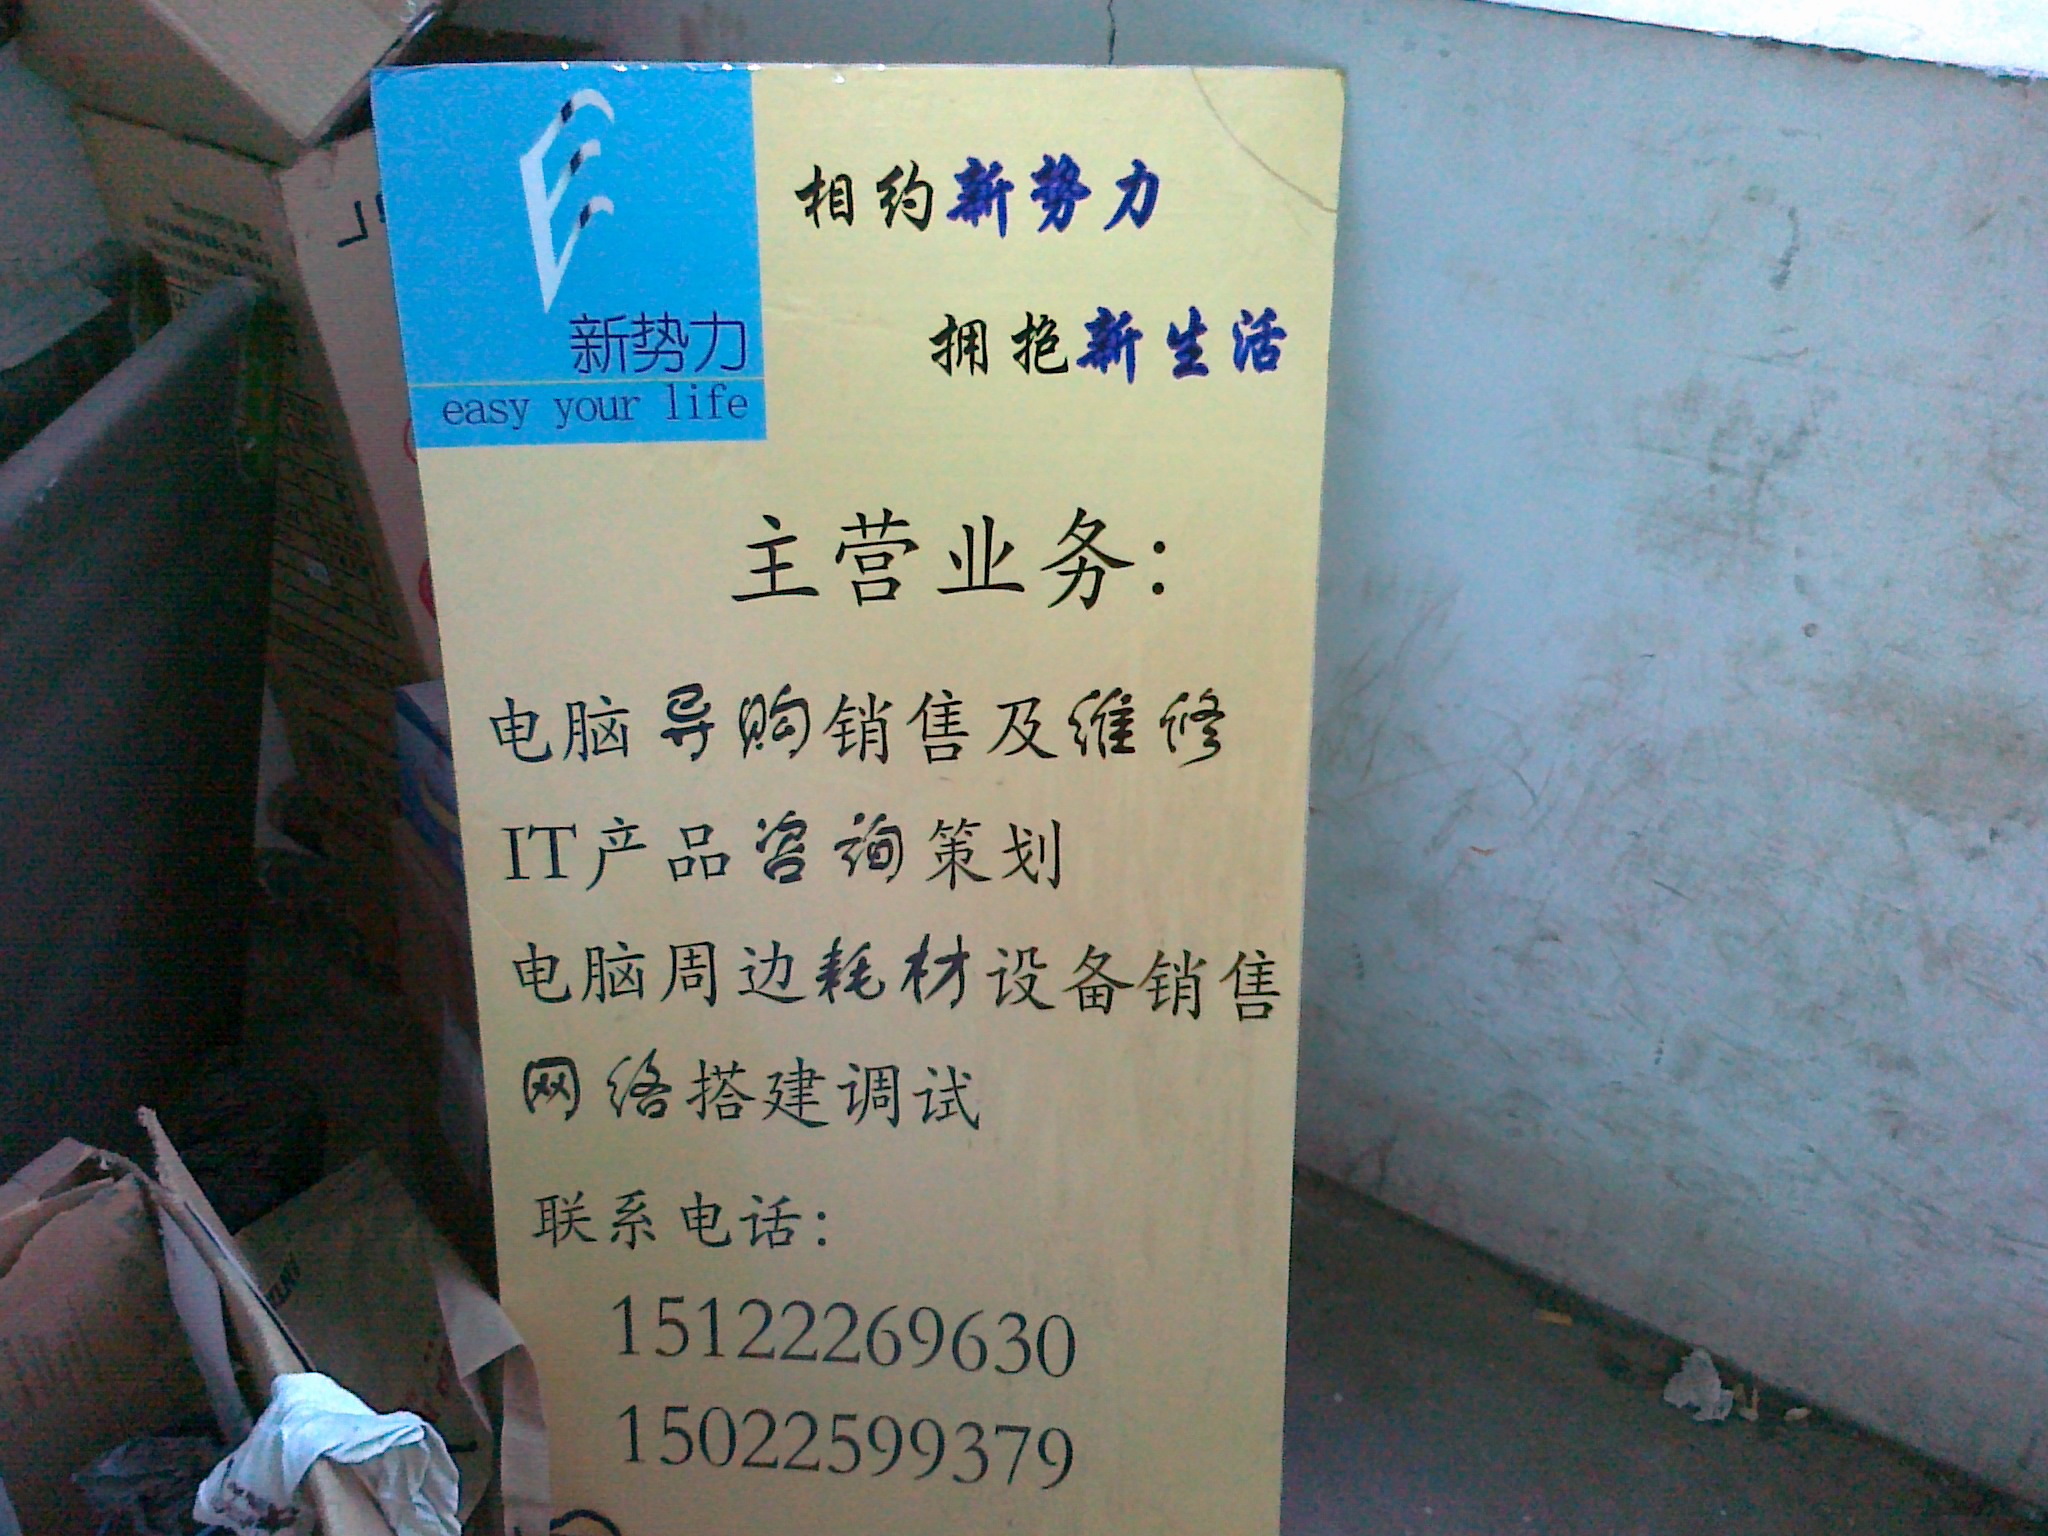 新势力
easy your life
相约新势力
拥抱新生活
主营业务：
电脑导购销售及维修
IT产品咨询策划
电脑周边耗材设备销售
网络搭建调试
联系电话：
15122269630
15022599379